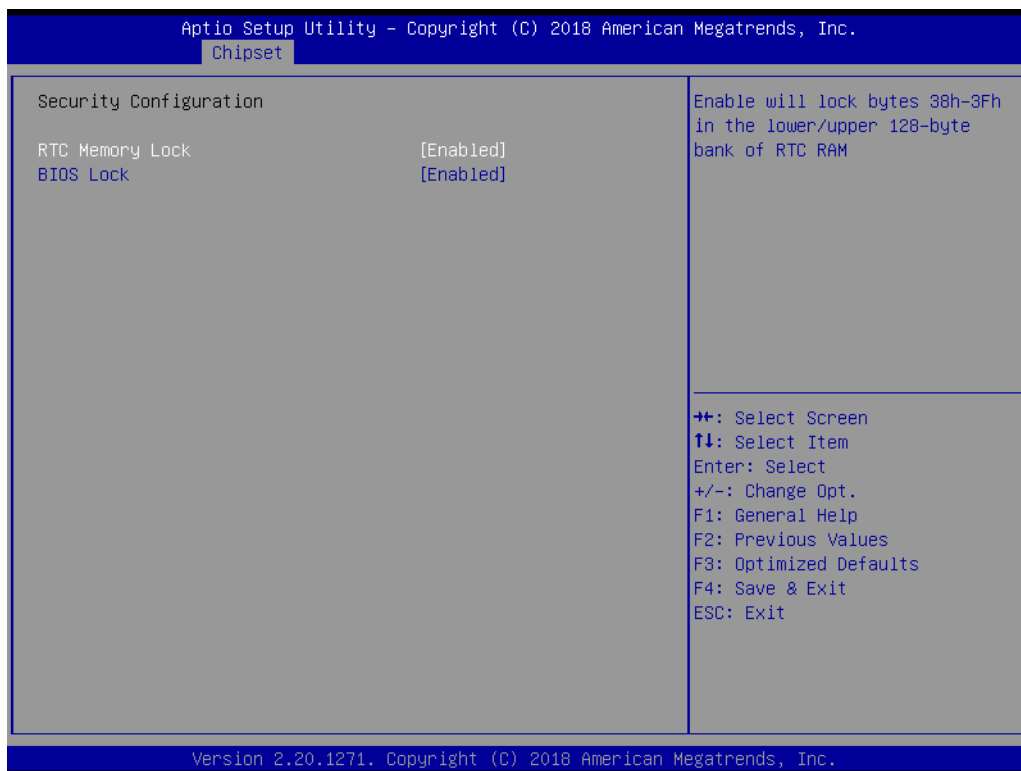 Aptio Setup Utility – Copyright (C) 2018 American Megatrends, Inc.
Chipset
Security Configuration
RTC Memory Lock [Enabled]
BIOS Lock [Enabled]
Enable will lock bytes 38h-3Fh
in the lower/upper 128-byte
bank of RTC RAM
→←: Select Screen
↑↓: Select Item
Enter: Select
+/-: Change Opt.
F1: General Help
F2: Previous Values
F3: Optimized Defaults
F4: Save & Exit
ESC: Exit
Version 2.20.1271. Copyright (C) 2018 American Megatrends, Inc.